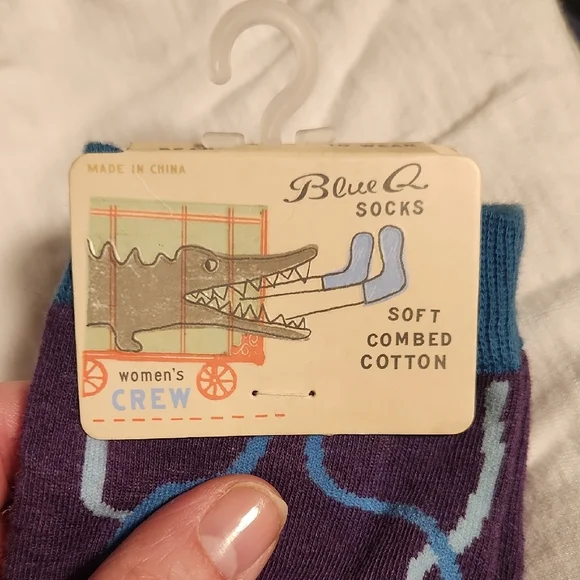 MADE IN CHINA
Blue Q
SOCKS
SOFT
COMBED
COTTON
women's
CREW